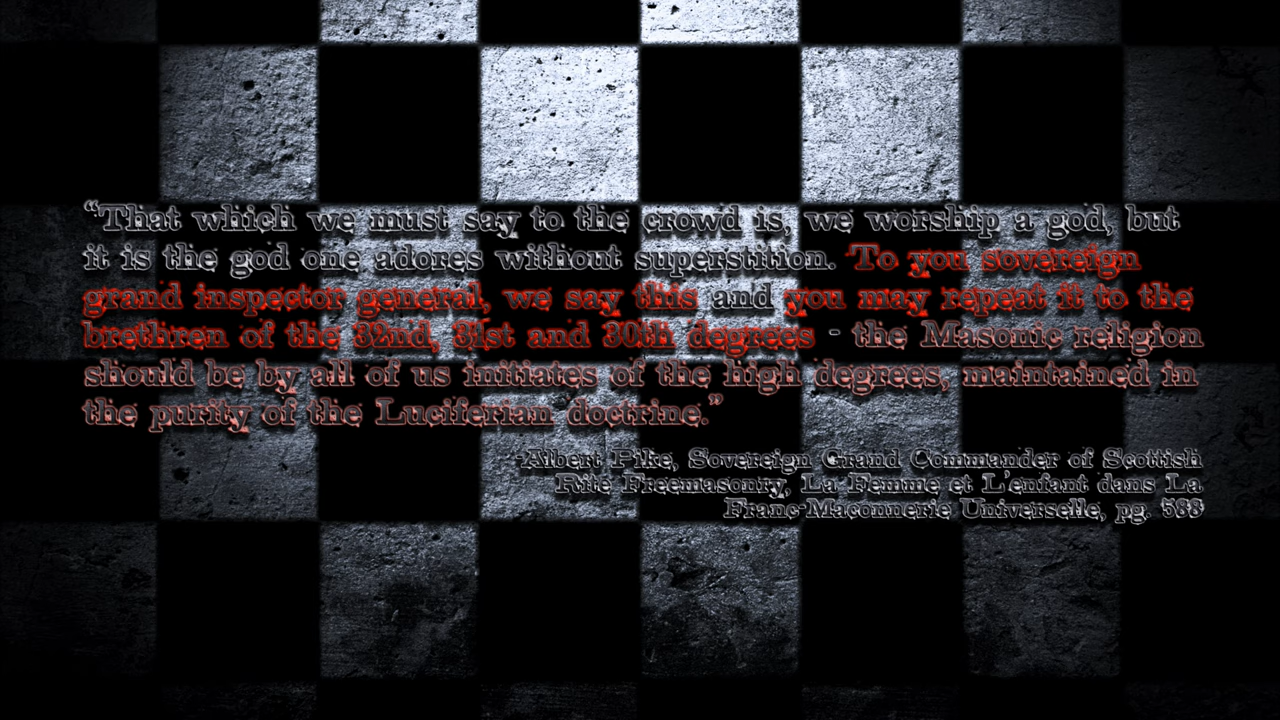 “That which we must say to the crowd is, we worship a god, but
it is the god one adores without superstition. To you sovereign
grand inspector general, we say this and you may repeat it to the
brethren of the 32nd, 31st and 30th degrees - the Masonic religion
should be by all of us initiates of the high degrees, maintained in
the purity of the Luciferian doctrine.”
-Albert Pike, Sovereign Grand Commander of Scottish
Rite Freemasonry, La Femme et L'enfant dans La
Franc-Maconnerie Universelle, pg. 588